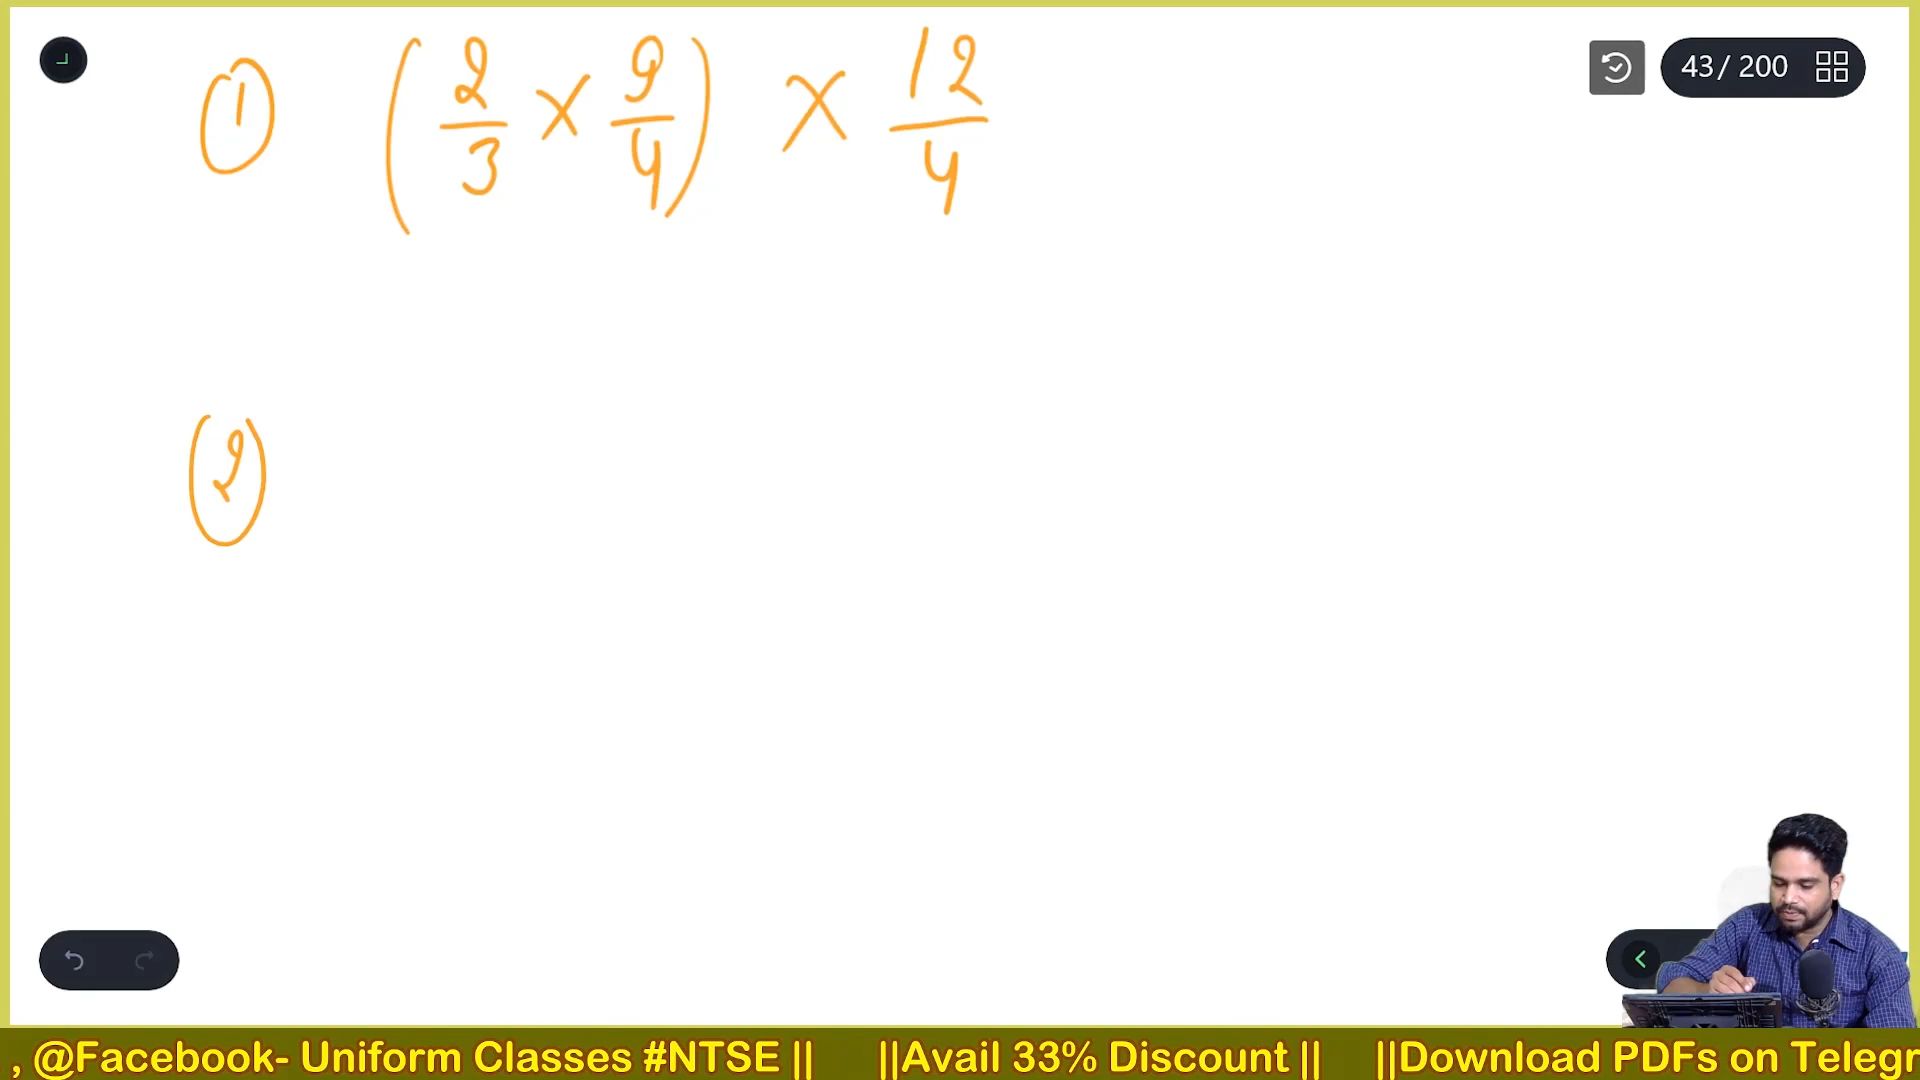 43/ 200
① (2/3 × 9/4) × 12/4
②
, @Facebook- Uniform Classes #NTSE || ||Avail 33% Discount || ||Download PDFs on Telegr